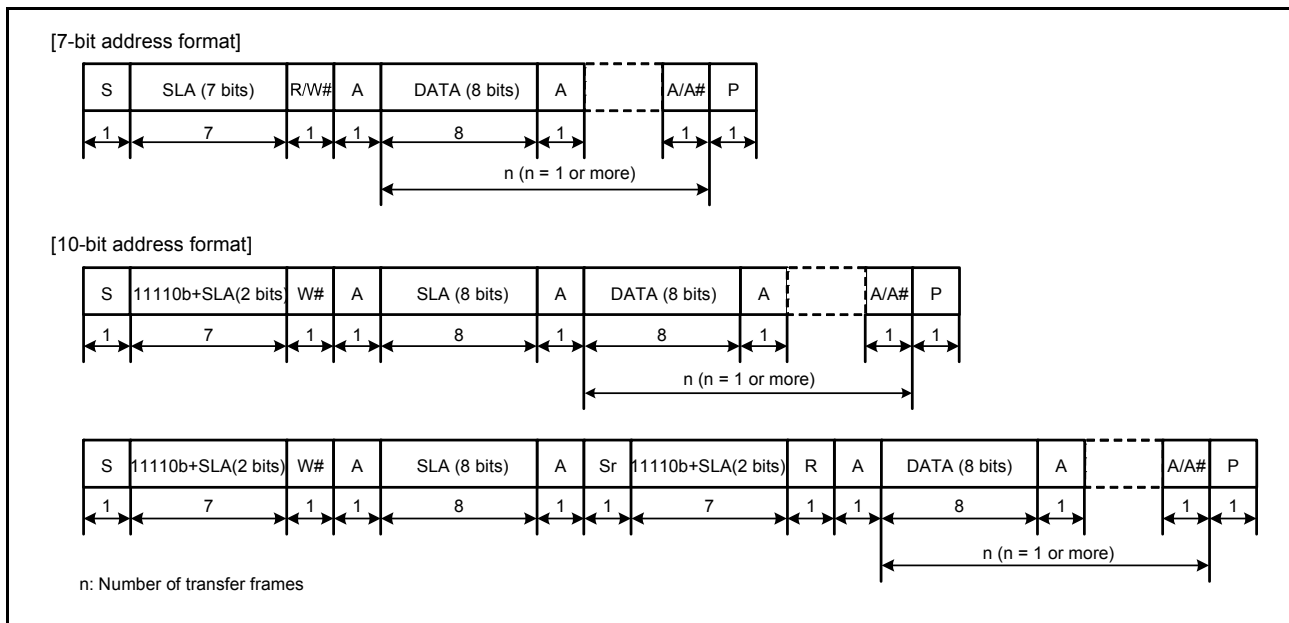 [7-bit address format]
S SLA (7 bits) R/W# A DATA (8 bits) A A/A# P
1 7 1 1 8 1 1 1
n (n = 1 or more)
[10-bit address format]
S 11110b+SLA(2 bits) W# A SLA (8 bits) A DATA (8 bits) A A/A# P
1 7 1 1 8 1 8 1 1 1
n (n = 1 or more)
S 11110b+SLA(2 bits) W# A SLA (8 bits) A Sr 11110b+SLA(2 bits) R A DATA (8 bits) A A/A# P
1 7 1 1 8 1 1 7 1 1 8 1 1 1
n (n = 1 or more)
n: Number of transfer frames